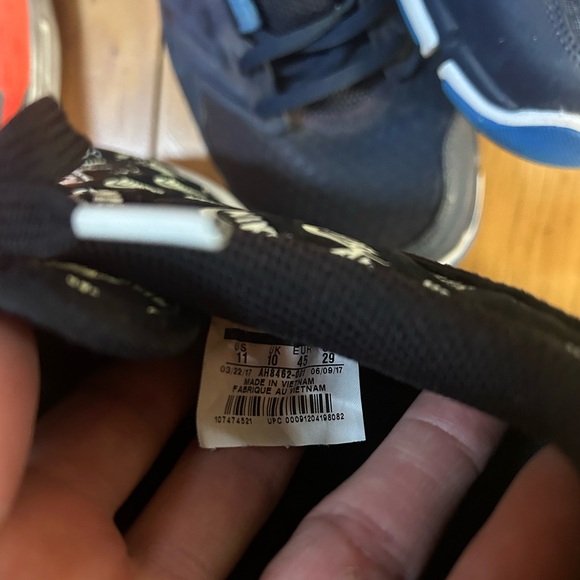 US UK EUR
11 10 45 29
02/22/17 AH8462- 06/09/17
MADE IN VIETNAM
FABRIQUE AU VIETNAM
107474521 UPC 00091204198082